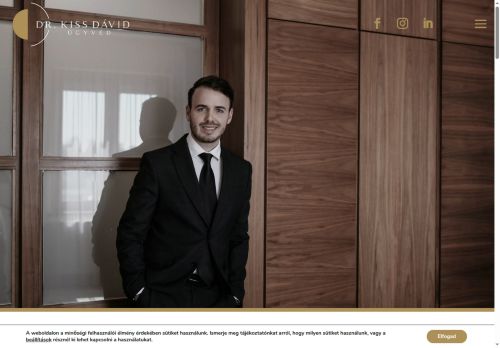 DR. KISS DÁVID
ÜGYVÉD
A weboldalon a minőségi felhasználói élmény érdekében sütiket használunk. Ismerje meg tájékoztatónkat arról, hogy milyen sütiket használunk, vagy a
beállítások résznél ki lehet kapcsolni a használatukat.
Elfogad